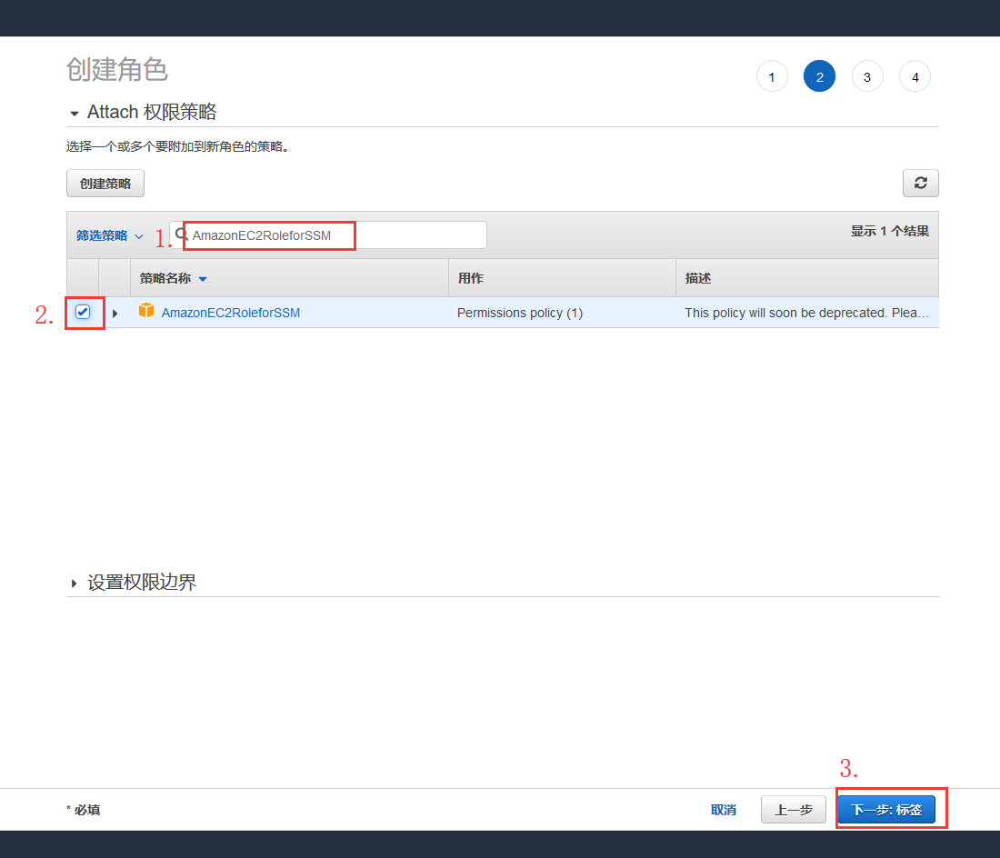 创建角色
1 2 3 4
Attach 权限策略
选择一个或多个要附加到新角色的策略。
创建策略
筛选策略 1. AmazonEC2RoleforSSM 显示 1 个结果
策略名称 用作 描述
2. AmazonEC2RoleforSSM Permissions policy (1) This policy will soon be deprecated. Plea…
设置权限边界
3.
* 必填 取消 上一步 下一步: 标签